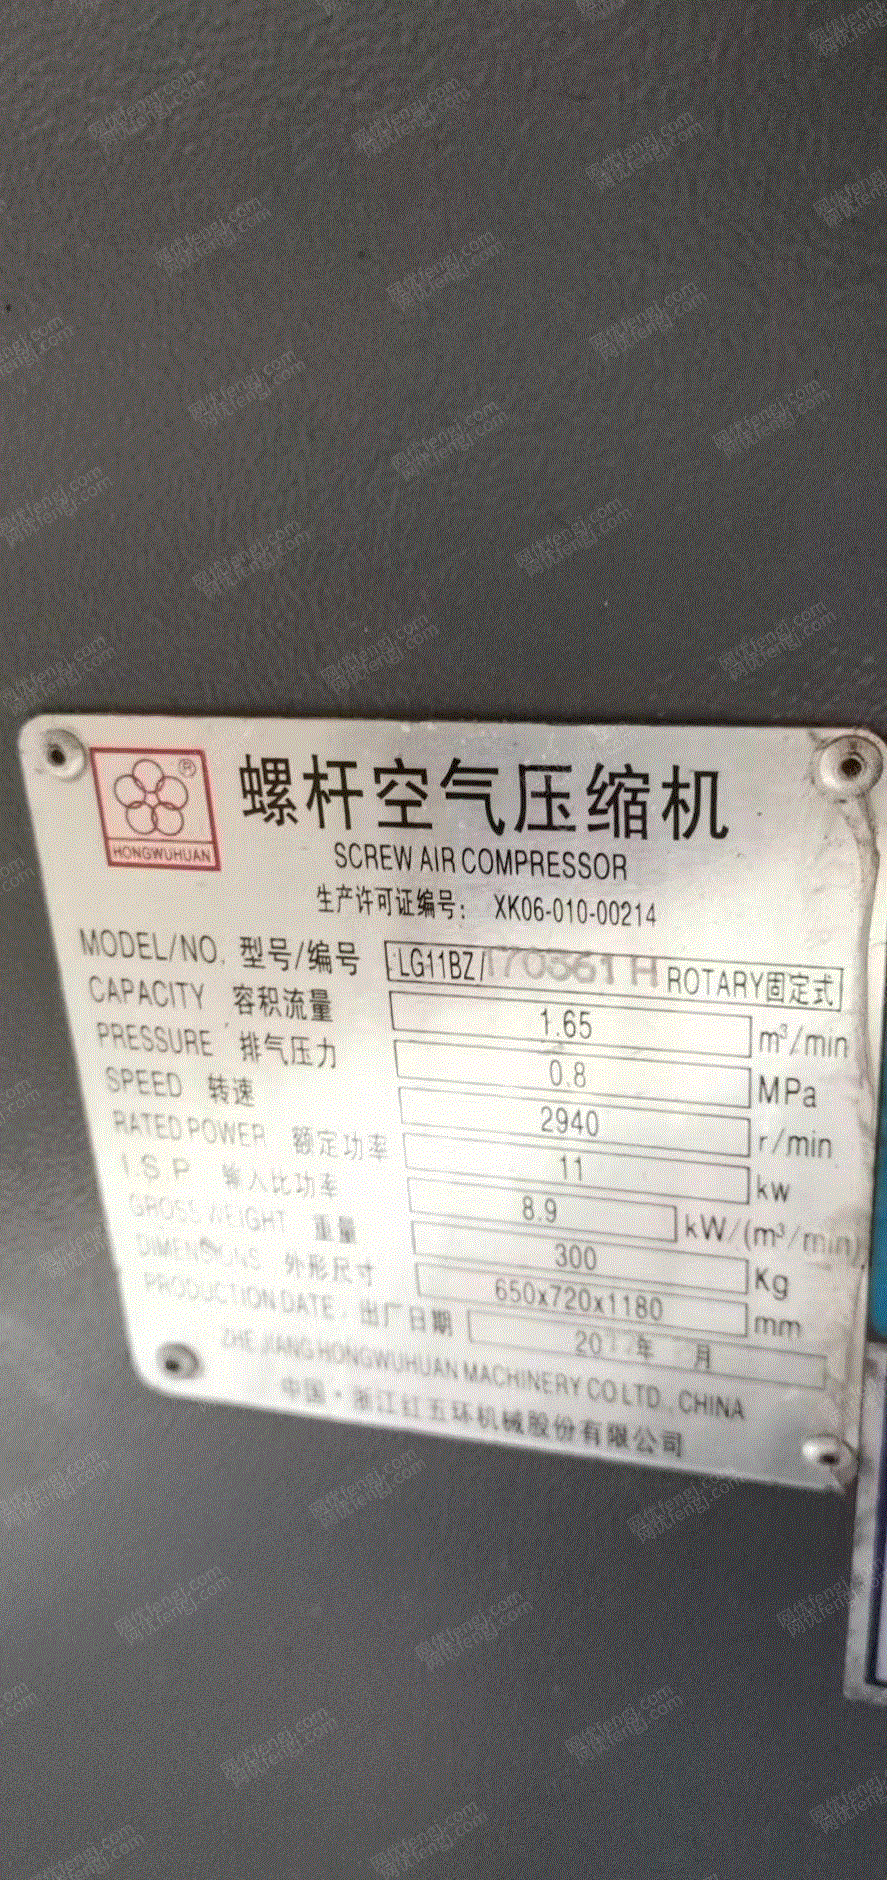 HONGWUHUAN
螺杆空气压缩机
SCREW AIR COMPRESSOR
生产许可证编号: XK06-010-00214
MODEL/NO. 型号/编号 LG11BZ/ ROTARY固定式
CAPACITY 容积流量 1.65 m³/min
PRESSURE 排气压力 0.8 MPa
SPEED 转速 2940 r/min
RATED POWER 额定功率 11 kw
I.S.P 输入比功率 8.9 kW/(m³/min)
GROSS WEIGHT 重量 300 Kg
DIMENSIONS 外形尺寸 650x720x1180 mm
PRODUCTION DATE. 出厂日期 年 月
ZHE JIANG HONGWUHUAN MACHINERY CO LTD., CHINA
中国·浙江红五环机械股份有限公司